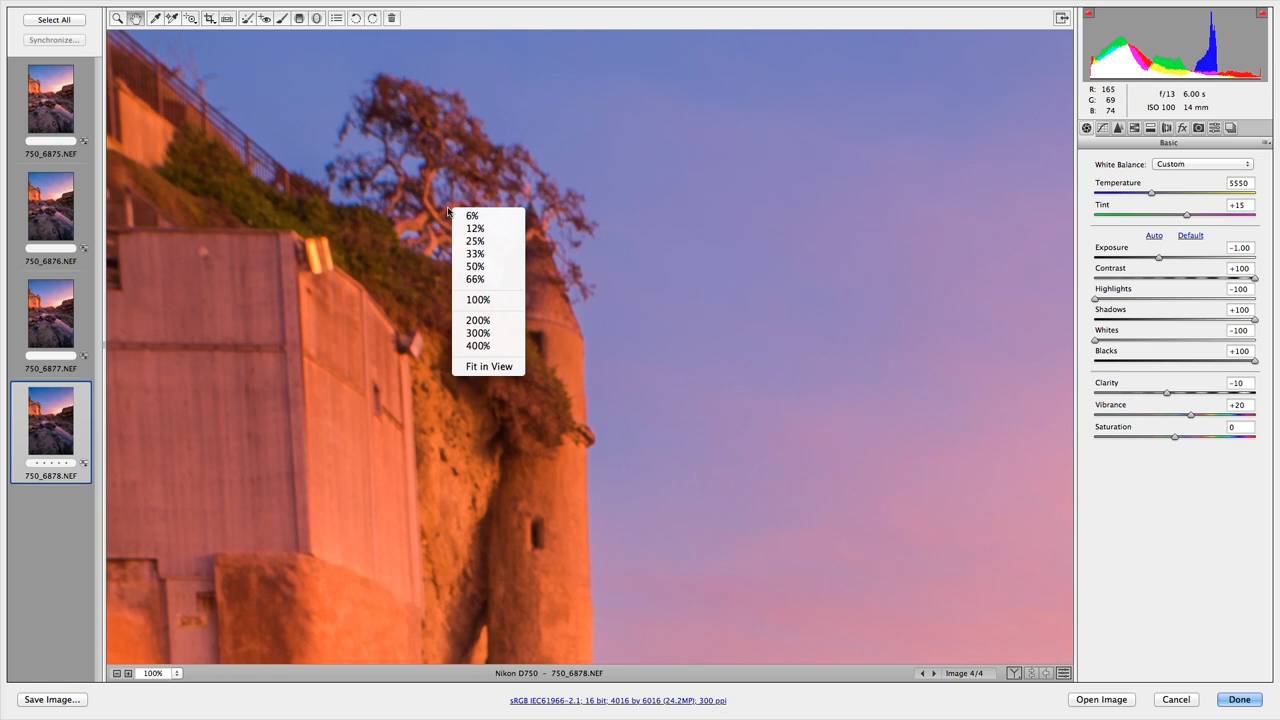 Select All
Synchronize...
750_6875.NEF
750_6876.NEF
750_6877.NEF
750_6878.NEF
6%
12%
25%
33%
50%
66%
100%
200%
300%
400%
Fit in View
100%
Nikon D750 – 750_6878.NEF
Image 4/4
R: 165
G: 69
B: 74
f/13 6.00 s
ISO 100 14 mm
fx
Basic
White Balance: Custom
Temperature 5550
Tint +15
Auto Default
Exposure -1.00
Contrast +100
Highlights -100
Shadows +100
Whites -100
Blacks +100
Clarity -10
Vibrance +20
Saturation 0
Save Image...
sRGB IEC61966-2.1; 16 bit; 4016 by 6016 (24.2MP); 300 ppi
Open Image
Cancel
Done